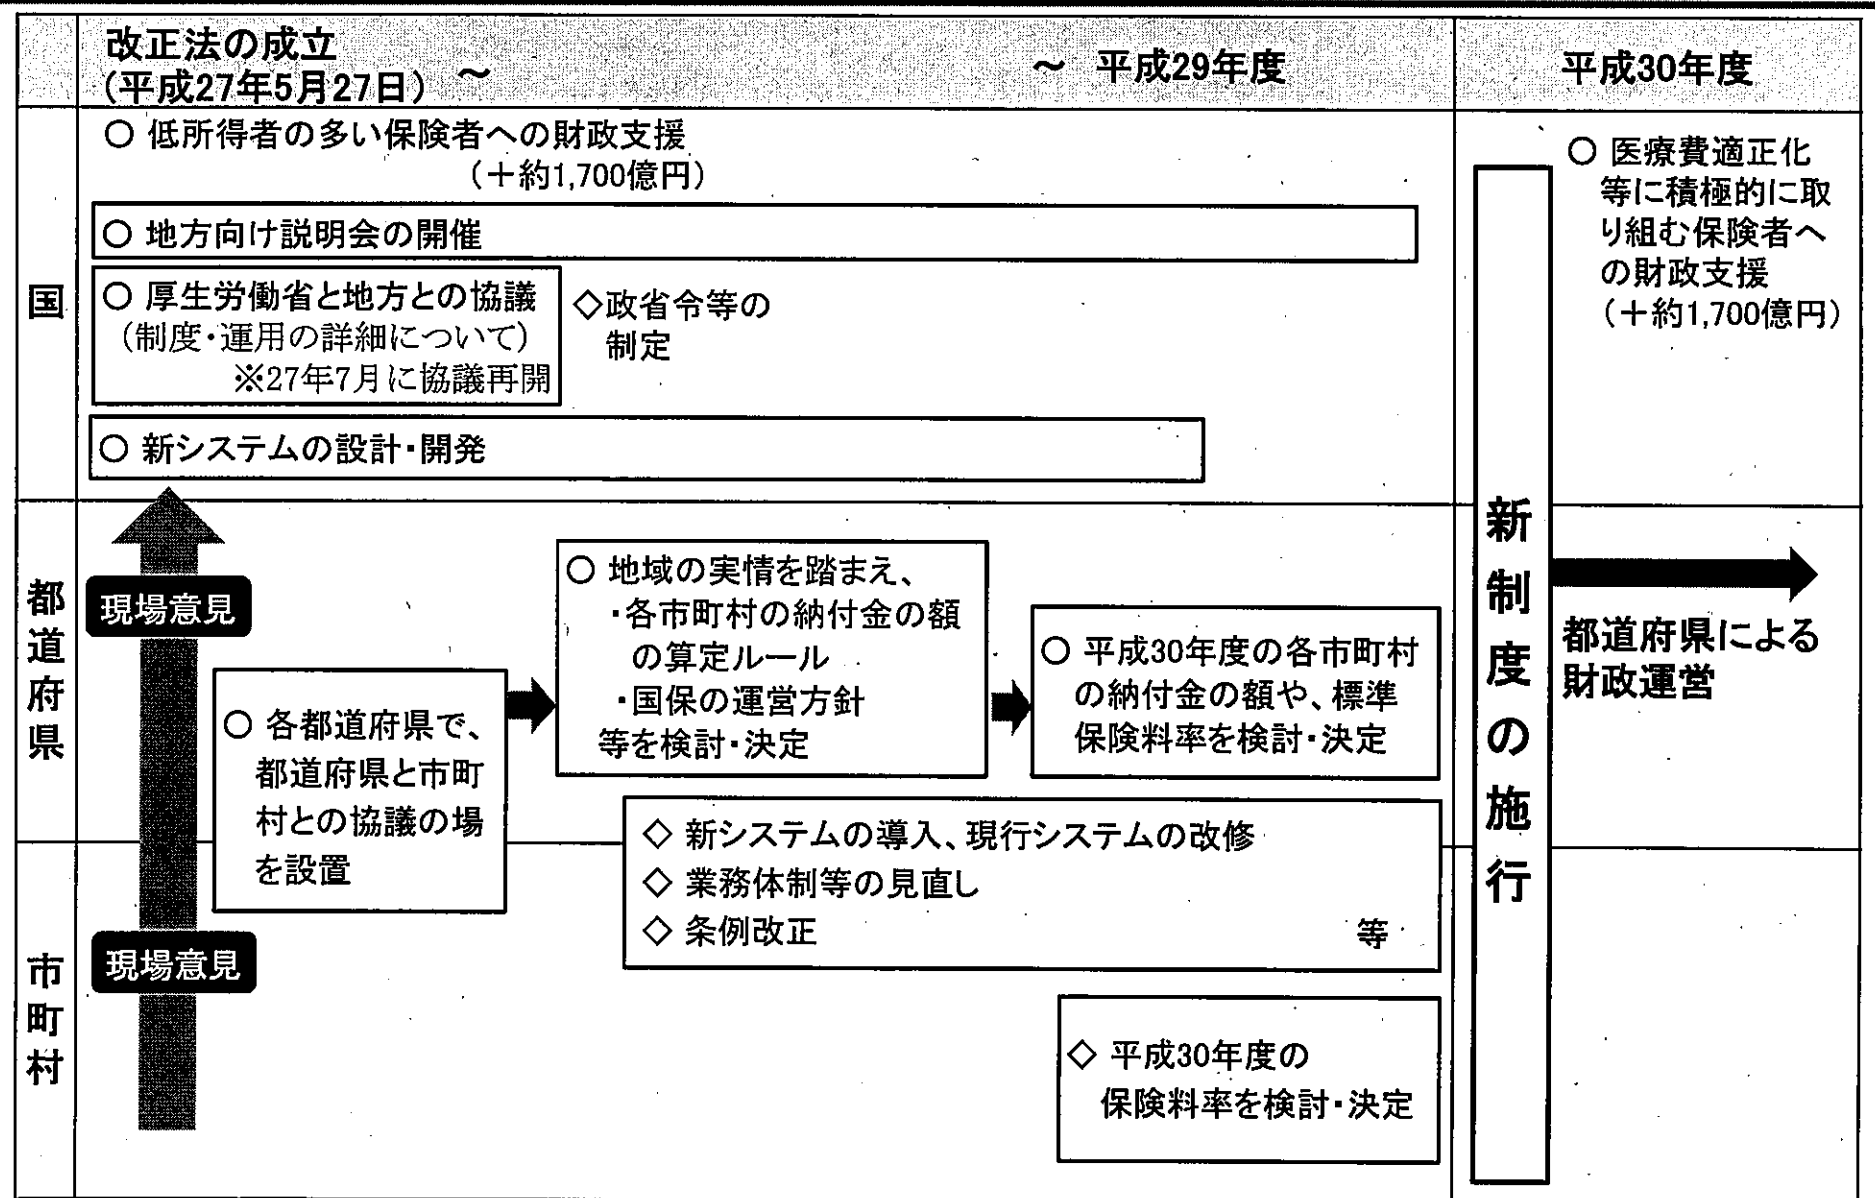 改正法の成立
(平成27年5月27日) ～
～ 平成29年度
平成30年度
国
○ 低所得者の多い保険者への財政支援
(＋約1,700億円)
○ 地方向け説明会の開催
○ 厚生労働省と地方との協議
(制度・運用の詳細について)
※27年7月に協議再開
◇政省令等の
制定
○ 新システムの設計・開発
○ 医療費適正化
等に積極的に取
り組む保険者へ
の財政支援
(＋約1,700億円)
都道府県
現場意見
○ 各都道府県で、
都道府県と市町
村との協議の場
を設置
○ 地域の実情を踏まえ、
・各市町村の納付金の額
の算定ルール
・国保の運営方針
等を検討・決定
○ 平成30年度の各市町村
の納付金の額や、標準
保険料率を検討・決定
新制度の施行
都道府県による
財政運営
◇ 新システムの導入、現行システムの改修
◇ 業務体制等の見直し
◇ 条例改正 等
市町村
現場意見
◇ 平成30年度の
保険料率を検討・決定